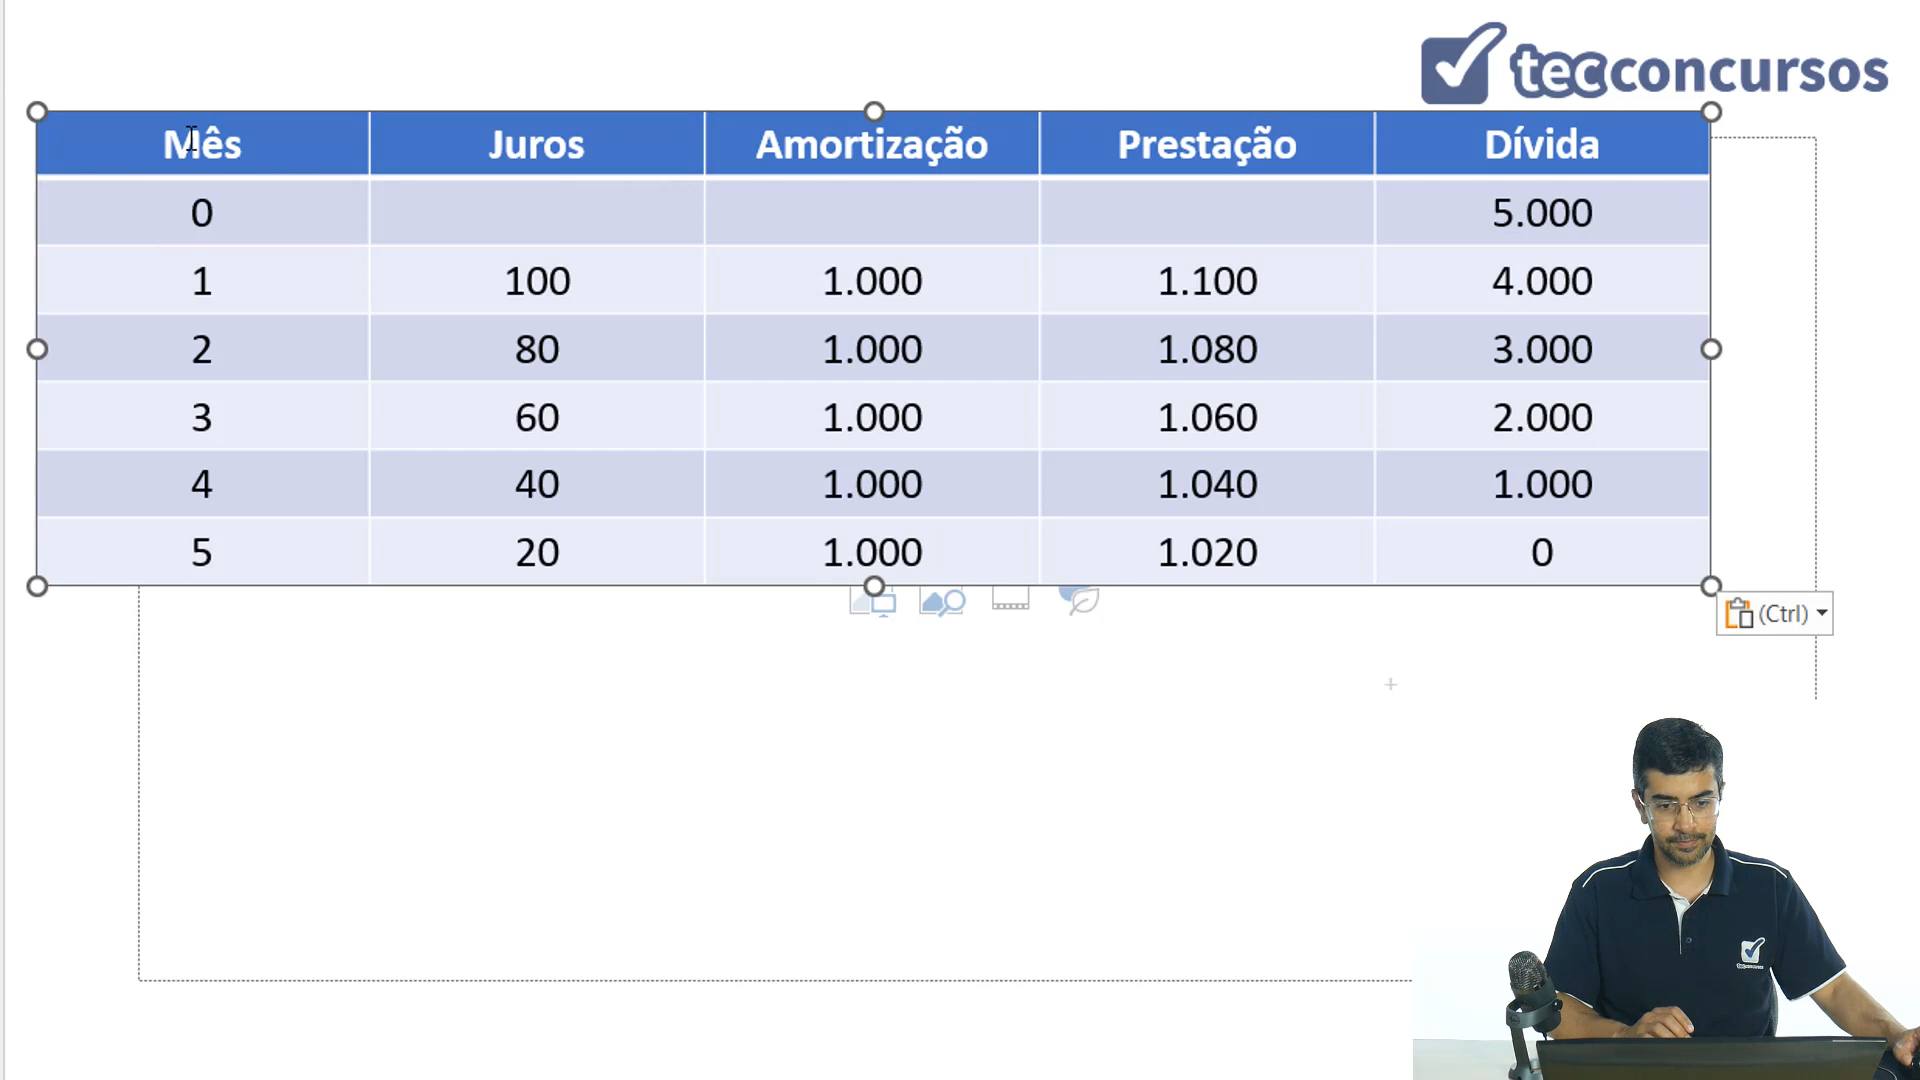 tecconcursos
Mês Juros Amortização Prestação Dívida
0 5.000
1 100 1.000 1.100 4.000
2 80 1.000 1.080 3.000
3 60 1.000 1.060 2.000
4 40 1.000 1.040 1.000
5 20 1.000 1.020 0
(Ctrl)